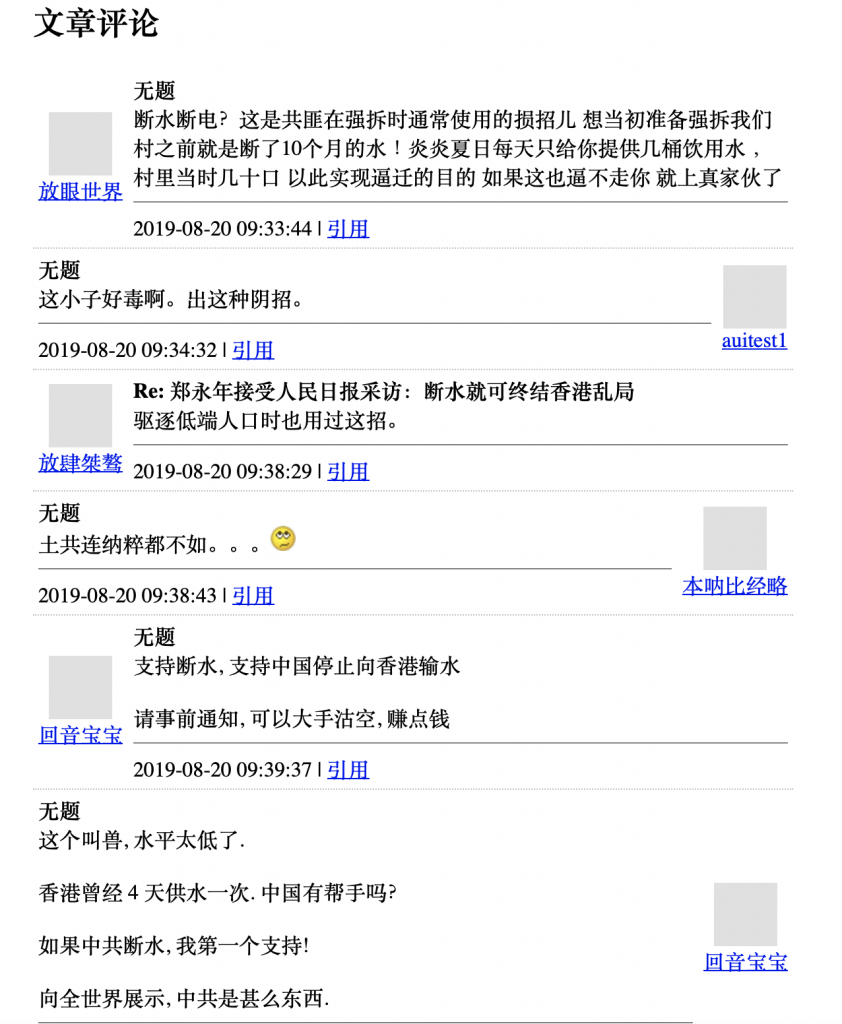 文章评论
无题
断水断电？这是共匪在强拆时通常使用的损招儿 想当初准备强拆我们
村之前就是断了10个月的水！炎炎夏日每天只给你提供几桶饮用水，
村里当时几十口 以此实现逼迁的目的 如果这也逼不走你 就上真家伙了
放眼世界
2019-08-20 09:33:44 | 引用
无题
这小子好毒啊。出这种阴招。
auitest1
2019-08-20 09:34:32 | 引用
Re: 郑永年接受人民日报采访：断水就可终结香港乱局
驱逐低端人口时也用过这招。
放肆桀骜
2019-08-20 09:38:29 | 引用
无题
土共连纳粹都不如。。。
本呐比经略
2019-08-20 09:38:43 | 引用
无题
支持断水, 支持中国停止向香港输水
请事前通知, 可以大手沽空, 赚点钱
回音宝宝
2019-08-20 09:39:37 | 引用
无题
这个叫兽, 水平太低了.
香港曾经 4 天供水一次. 中国有帮手吗?
如果中共断水, 我第一个支持!
回音宝宝
向全世界展示, 中共是甚么东西.